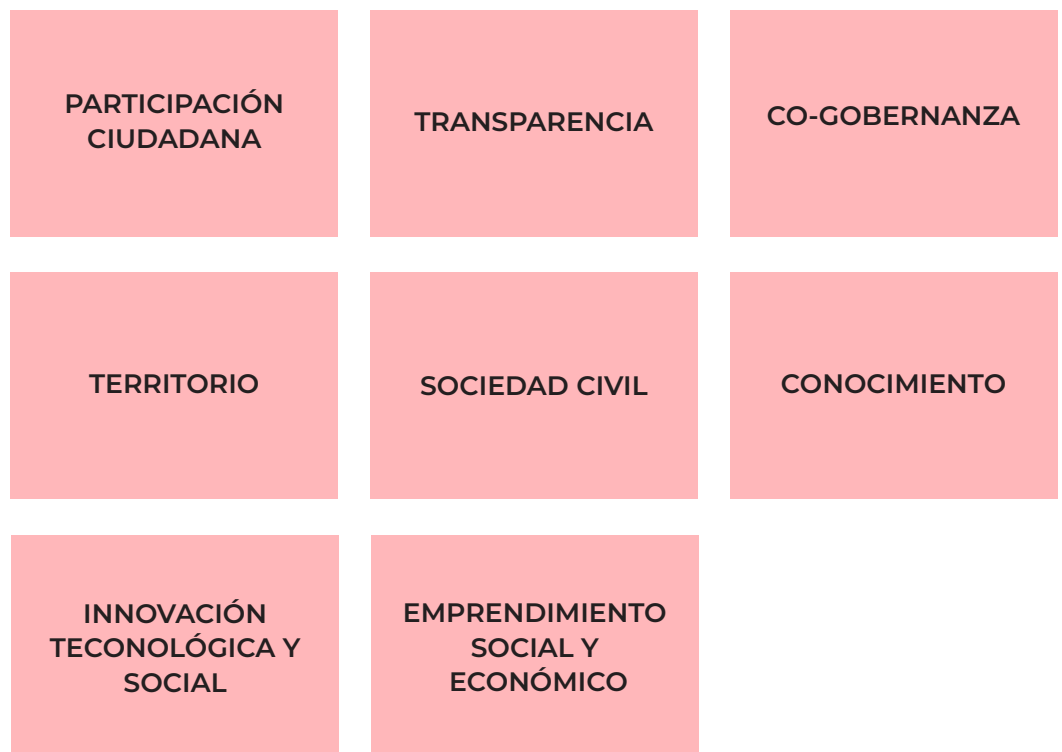 PARTICIPACIÓN
CIUDADANA
TRANSPARENCIA
CO-GOBERNANZA
TERRITORIO
SOCIEDAD CIVIL
CONOCIMIENTO
INNOVACIÓN
TECONOLÓGICA Y
SOCIAL
EMPRENDIMIENTO
SOCIAL Y
ECONÓMICO